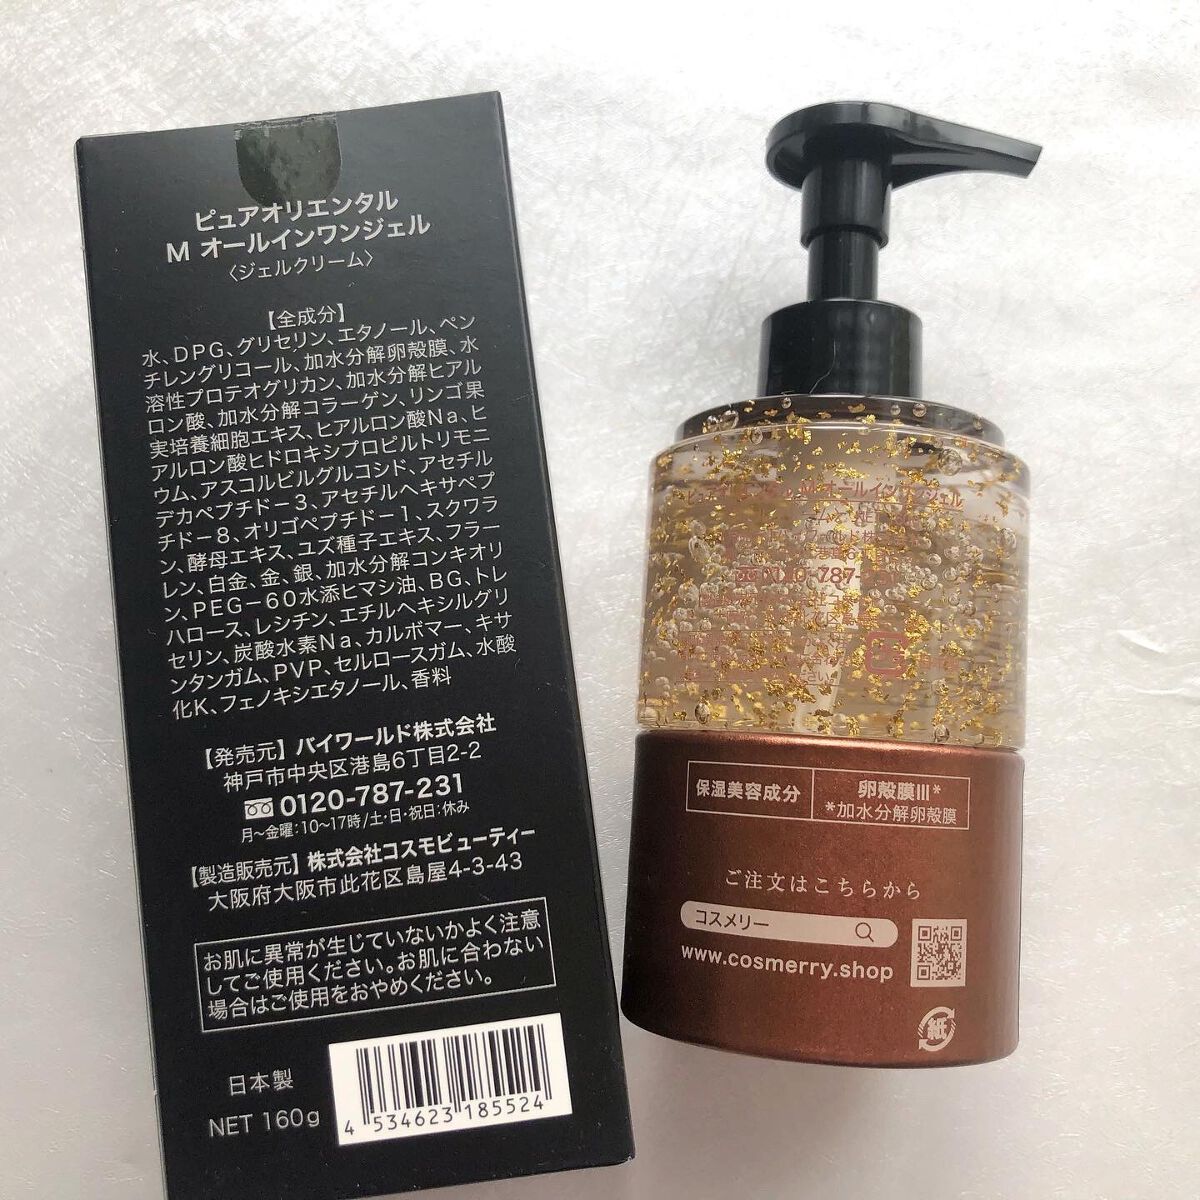 ピュアオリエンタル
M オールインワンジェル
〈ジェルクリーム〉
【全成分】
水、DPG、グリセリン、エタノール、ペン
チレングリコール、加水分解卵殻膜、水
溶性プロテオグリカン、加水分解ヒアル
ロン酸、加水分解コラーゲン、リンゴ果
実培養細胞エキス、ヒアルロン酸Na、ヒ
アルロン酸ヒドロキシプロピルトリモニ
ウム、アスコルビルグルコシド、アセチル
デカペプチド－3、アセチルヘキサペプ
チド－8、オリゴペプチド－1、スクワラ
ン、酵母エキス、ユズ種子エキス、フラー
レン、白金、金、銀、加水分解コンキオリ
ン、PEG－60水添ヒマシ油、BG、トレ
ハロース、レシチン、エチルヘキシルグリ
セリン、炭酸水素Na、カルボマー、キサ
ンタンガム、PVP、セルロースガム、水酸
化K、フェノキシエタノール、香料
【発売元】バイワールド株式会社
神戸市中央区港島6丁目2-2
0120-787-231
月～金曜：10～17時/土・日・祝日：休み
【製造販売元】株式会社コスモビューティー
大阪府大阪市此花区島屋4-3-43
お肌に異常が生じていないかよく注意
してご使用ください。お肌に合わない
場合はご使用をおやめください。
日本製
NET 160g
4 534623 185524
ピュアオリエンタル M オールインワンジェル
0120-787-
保湿美容成分 卵殻膜III*
*加水分解卵殻膜
ご注文はこちらから
コスメリー
www.cosmerry.shop
紙